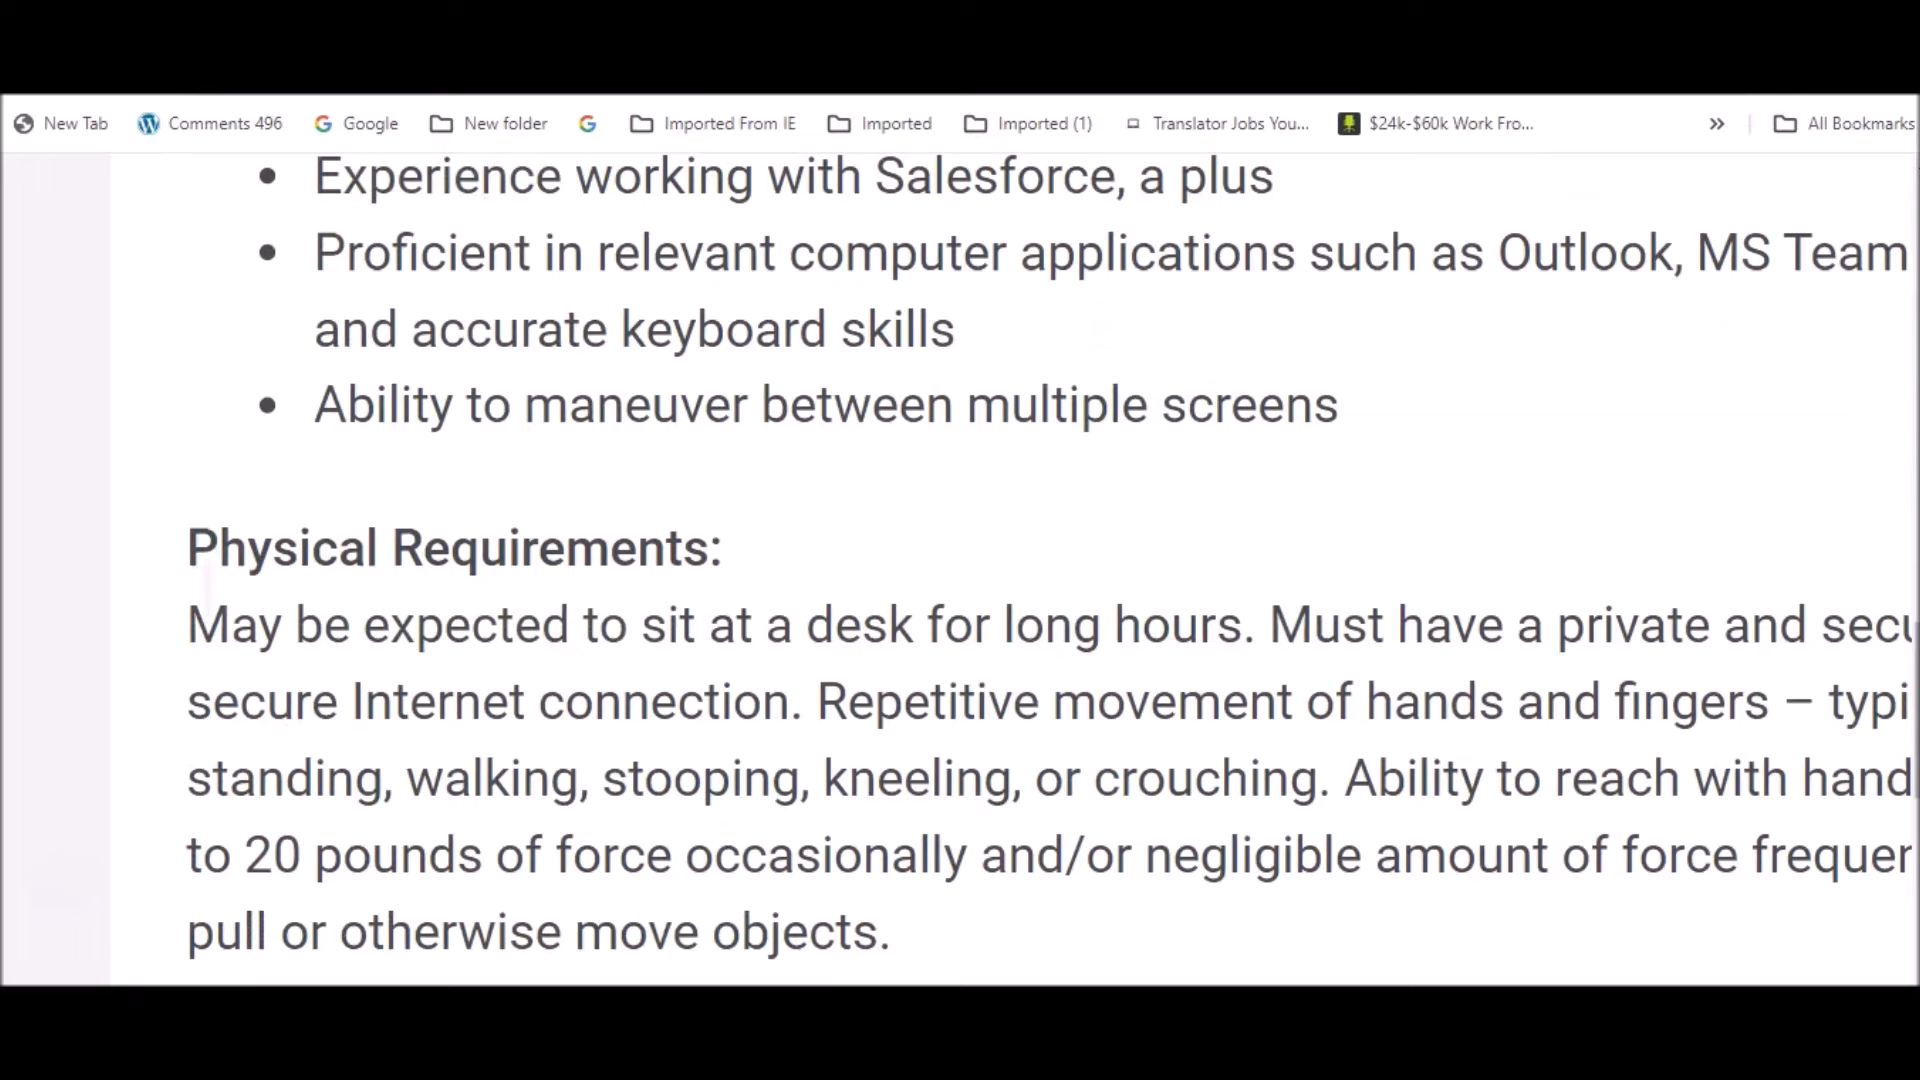 New Tab Comments 496 Google New folder Imported From IE Imported Imported (1) Translator Jobs You... $24k-$60k Work Fro... » All Bookmarks
• Experience working with Salesforce, a plus
• Proficient in relevant computer applications such as Outlook, MS Team
and accurate keyboard skills
• Ability to maneuver between multiple screens
Physical Requirements:
May be expected to sit at a desk for long hours. Must have a private and secu
secure Internet connection. Repetitive movement of hands and fingers – typi
standing, walking, stooping, kneeling, or crouching. Ability to reach with hand
to 20 pounds of force occasionally and/or negligible amount of force frequen
pull or otherwise move objects.